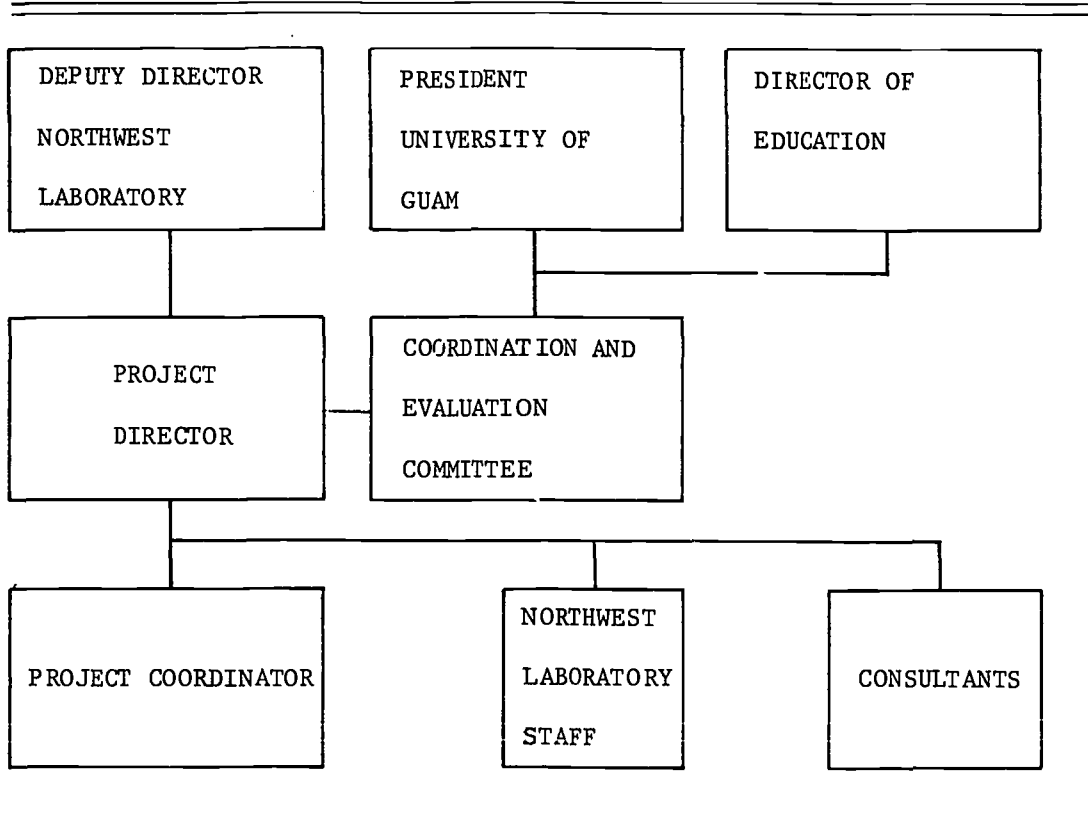 DEPUTY DIRECTOR
NORTHWEST
LABORATORY
PRESIDENT
UNIVERSITY OF
GUAM
DIRECTOR OF
EDUCATION
PROJECT
DIRECTOR
COORDINATION AND
EVALUATION
COMMITTEE
PROJECT COORDINATOR
NORTHWEST
LABORATORY
STAFF
CONSULTANTS